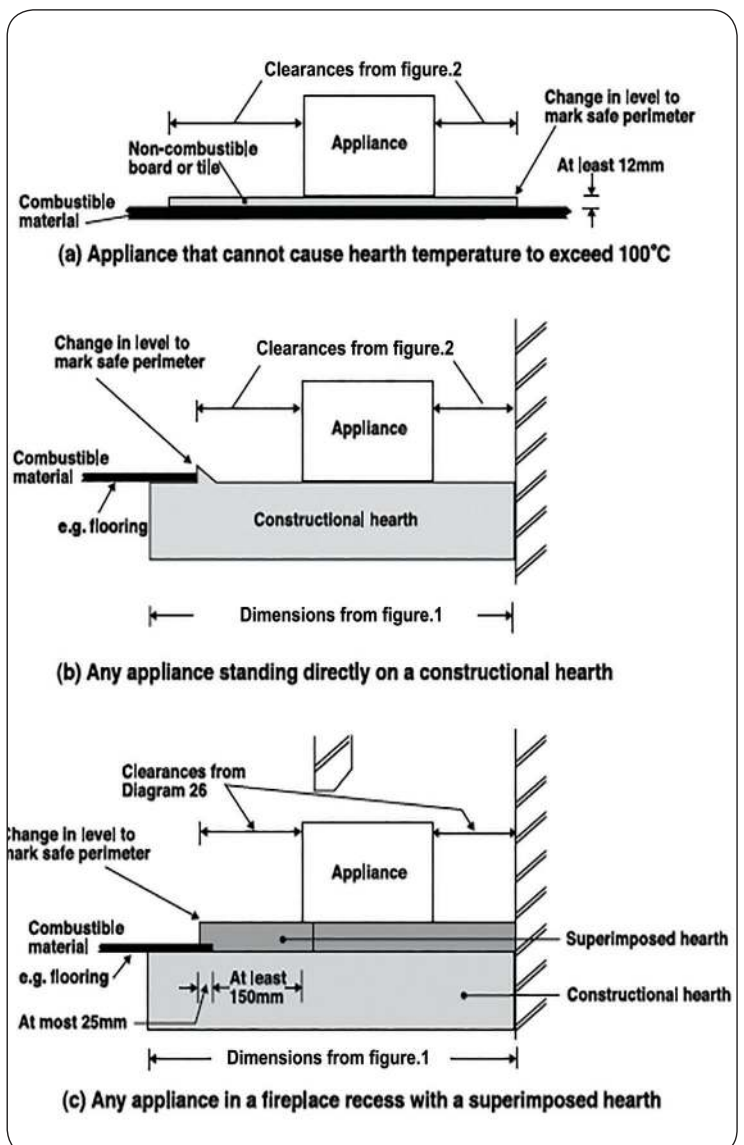 Clearances from figure.2
Change in level to
mark safe perimeter
Appliance
Non-combustible
board or tile
At least 12mm
Combustible
material
(a) Appliance that cannot cause hearth temperature to exceed 100°C
Change in level to
mark safe perimeter
Clearances from figure.2
Appliance
Combustible
material
e.g. flooring
Constructional hearth
Dimensions from figure.1
(b) Any appliance standing directly on a constructional hearth
Clearances from
Diagram 26
Change in level to
mark safe perimeter
Appliance
Combustible
material
Superimposed hearth
e.g. flooring
At least
150mm
Constructional hearth
At most 25mm
Dimensions from figure.1
(c) Any appliance in a fireplace recess with a superimposed hearth